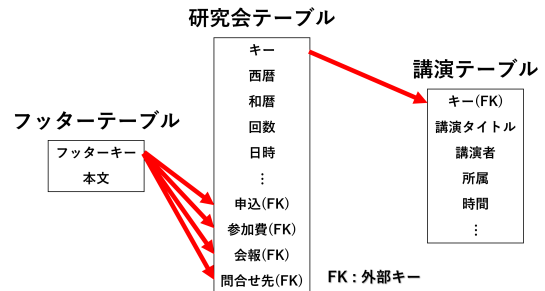 研究会テーブル
キー
西暦
和暦
回数
日時
⋮
申込(FK)
参加費(FK)
会報(FK)
問合せ先(FK)
フッターテーブル
フッターキー
本文
講演テーブル
キー(FK)
講演タイトル
講演者
所属
時間
⋮
FK : 外部キー